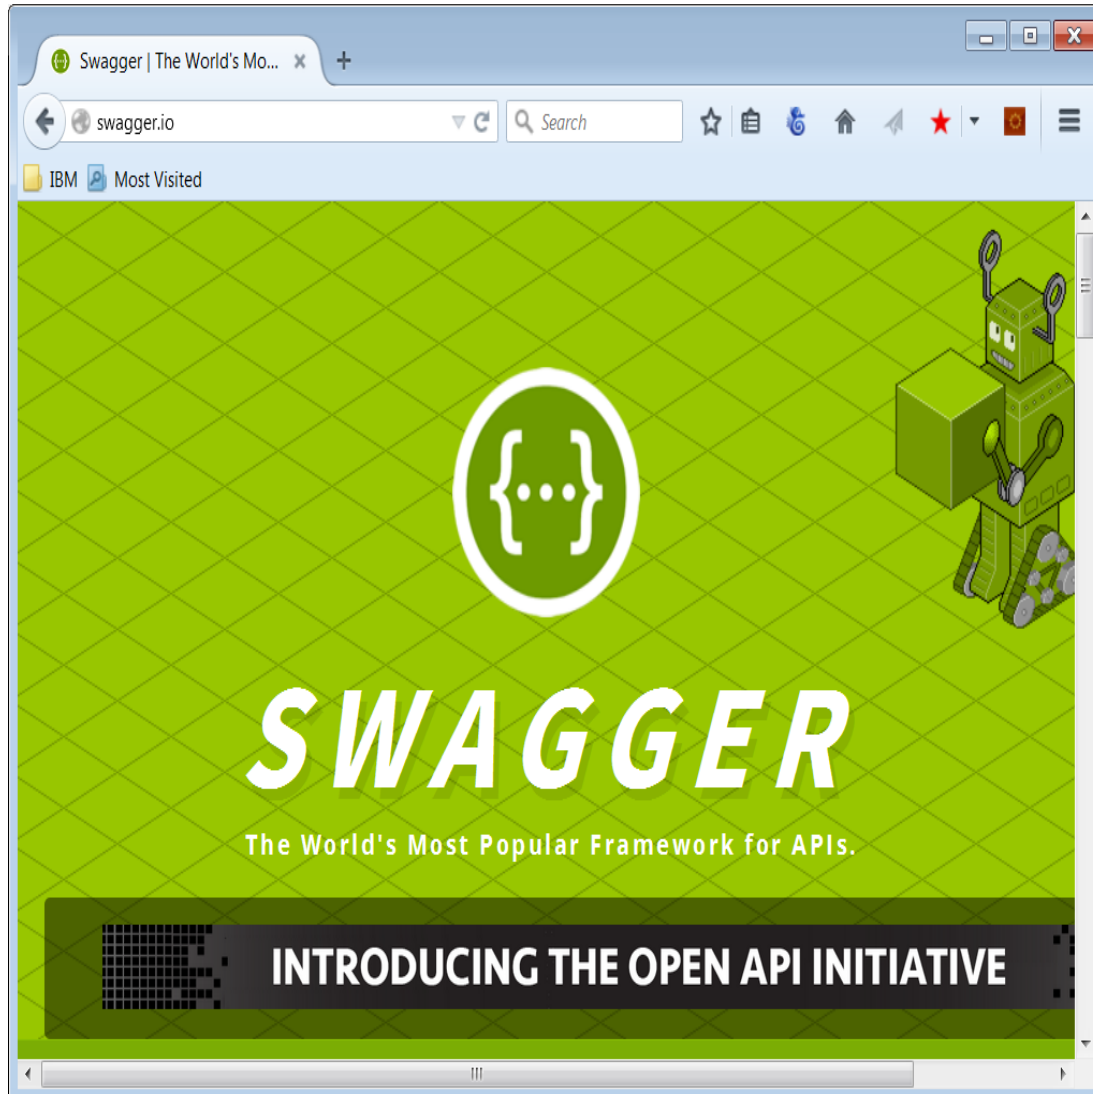 Swagger | The World's Mo...
swagger.io
Search
IBM
Most Visited
{...}
SWAGGER
The World's Most Popular Framework for APIs.
INTRODUCING THE OPEN API INITIATIVE